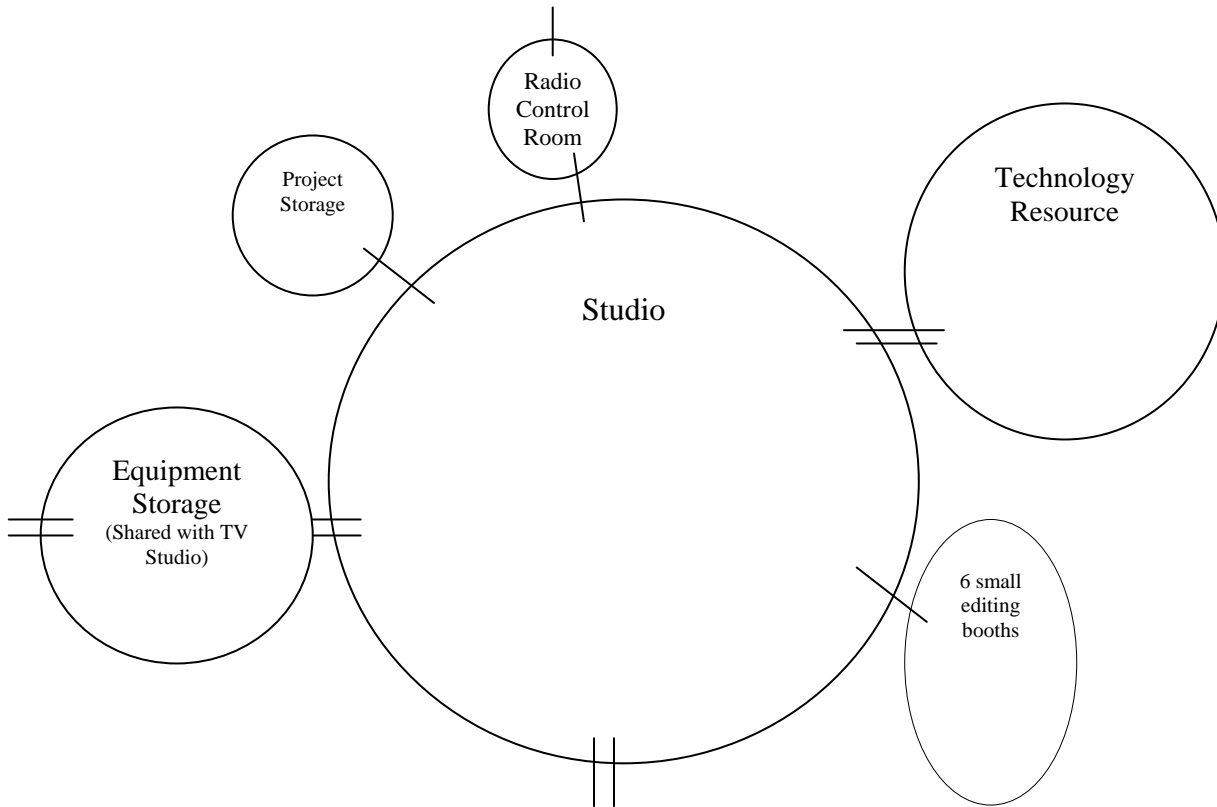 Radio
Control
Room
Project
Storage
Technology
Resource
Studio
Equipment
Storage
(Shared with TV
Studio)
6 small
editing
booths